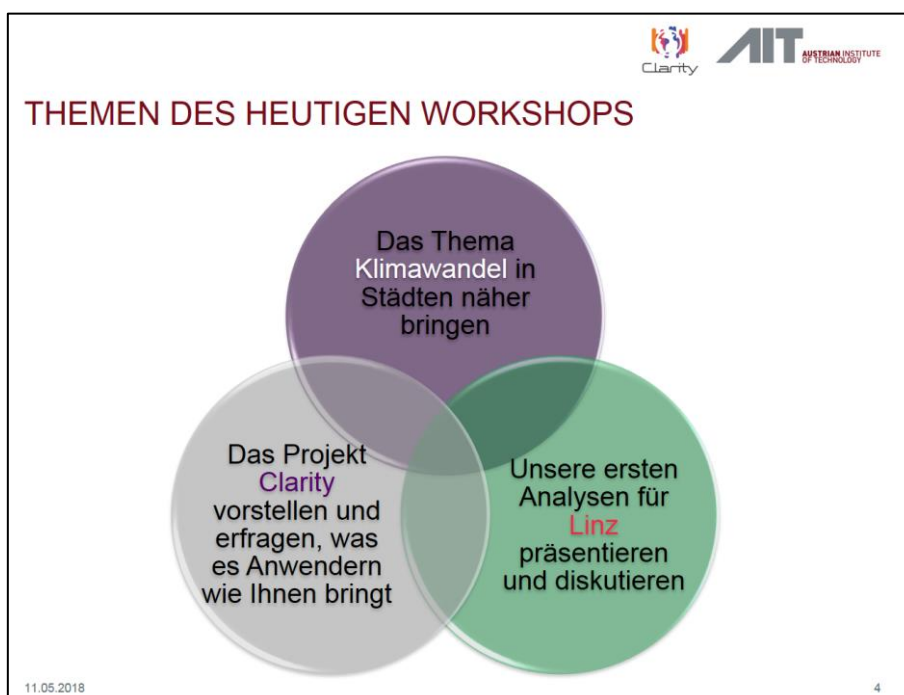 Clarity
AIT
AUSTRIAN INSTITUTE
OF TECHNOLOGY
THEMEN DES HEUTIGEN WORKSHOPS
Das Thema
Klimawandel in
Städten näher
bringen
Das Projekt
Clarity
vorstellen und
erfragen, was
es Anwendern
wie Ihnen bringt
Unsere ersten
Analysen für
Linz
präsentieren
und diskutieren
11.05.2018
4